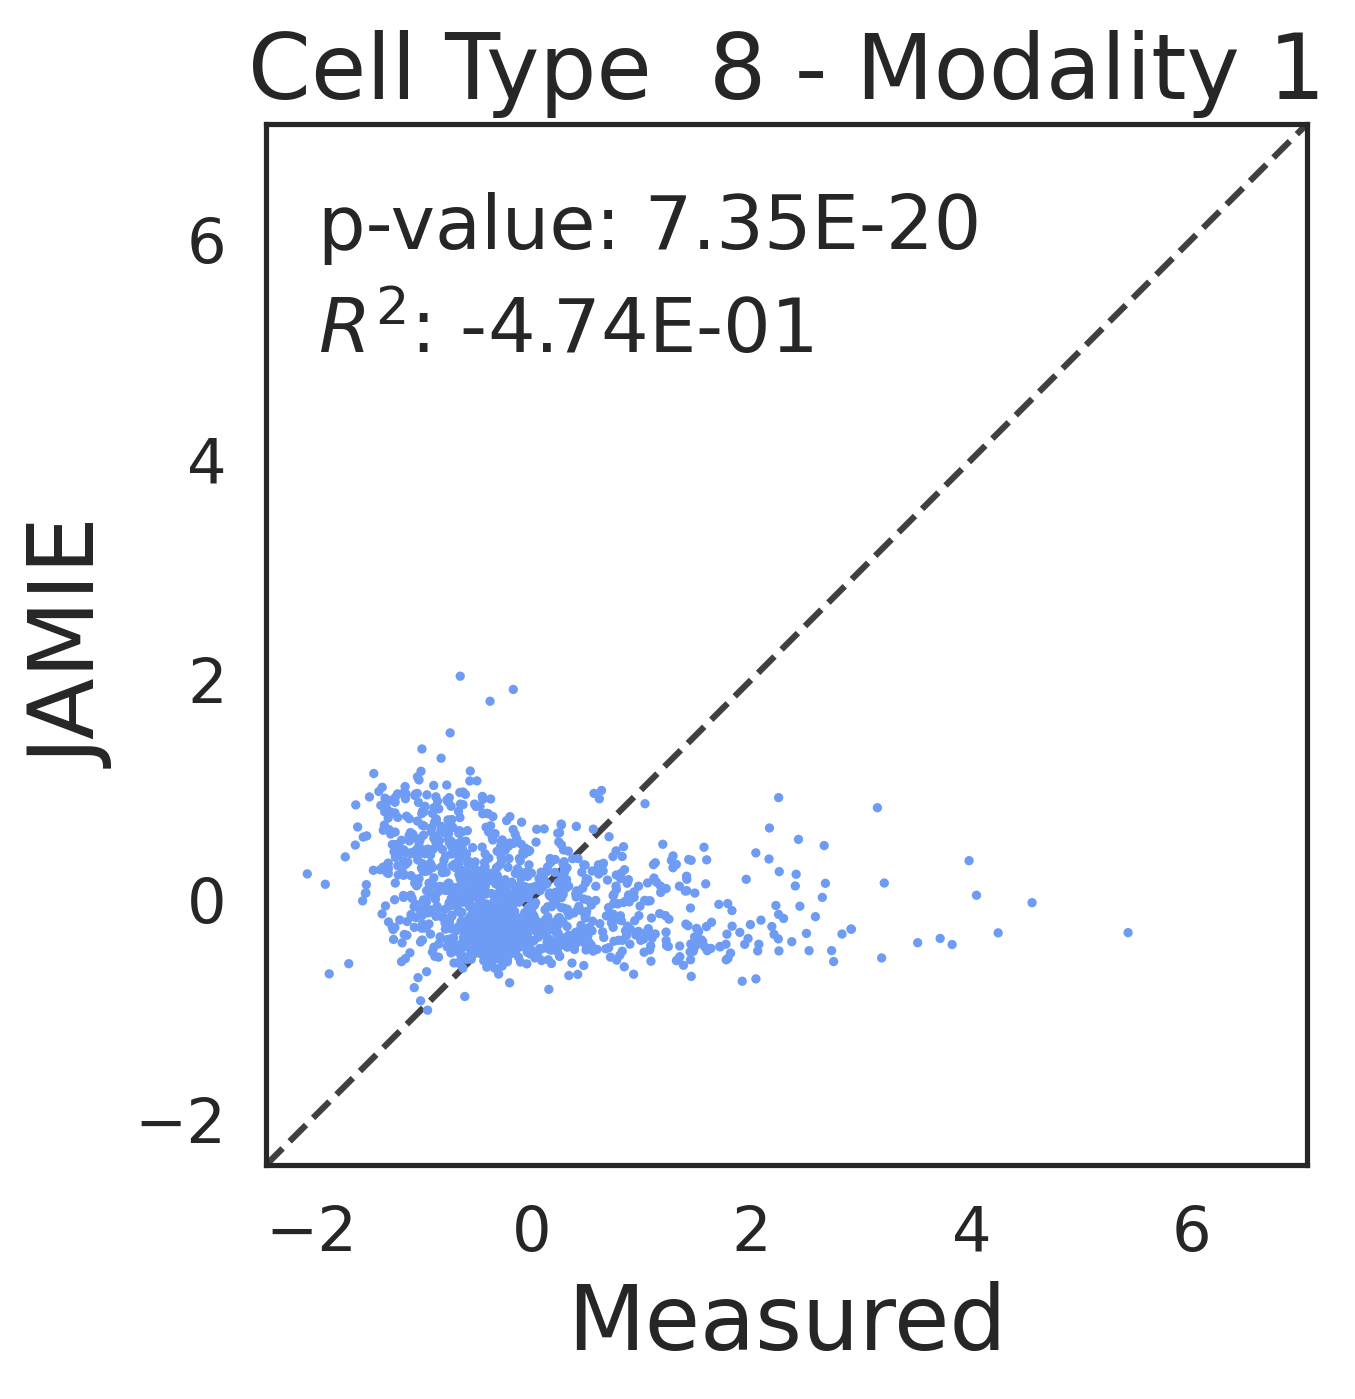 Cell Type  8 - Modality 1
p-value: 7.35E-20
R²: -4.74E-01
6
4
2
0
−2
JAMIE
−2 0 2 4 6
Measured